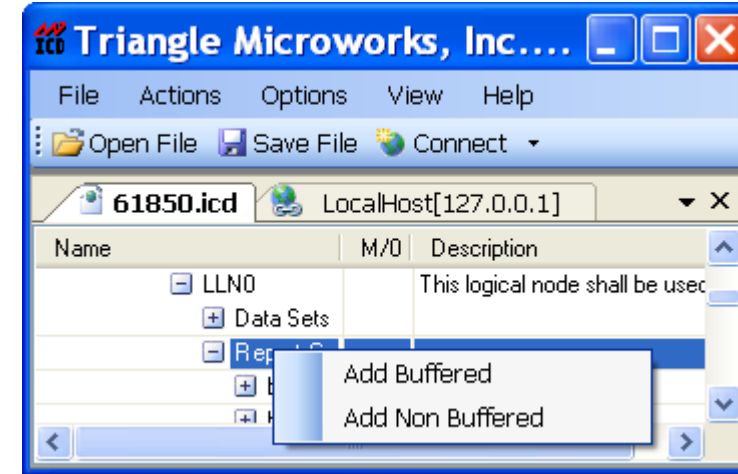 ICD Triangle Microworks, Inc....
File Actions Options View Help
Open File Save File Connect
61850.icd LocalHost[127.0.0.1]
Name M/O Description
LLN0 This logical node shall be used
Data Sets
Add Buffered
Add Non Buffered